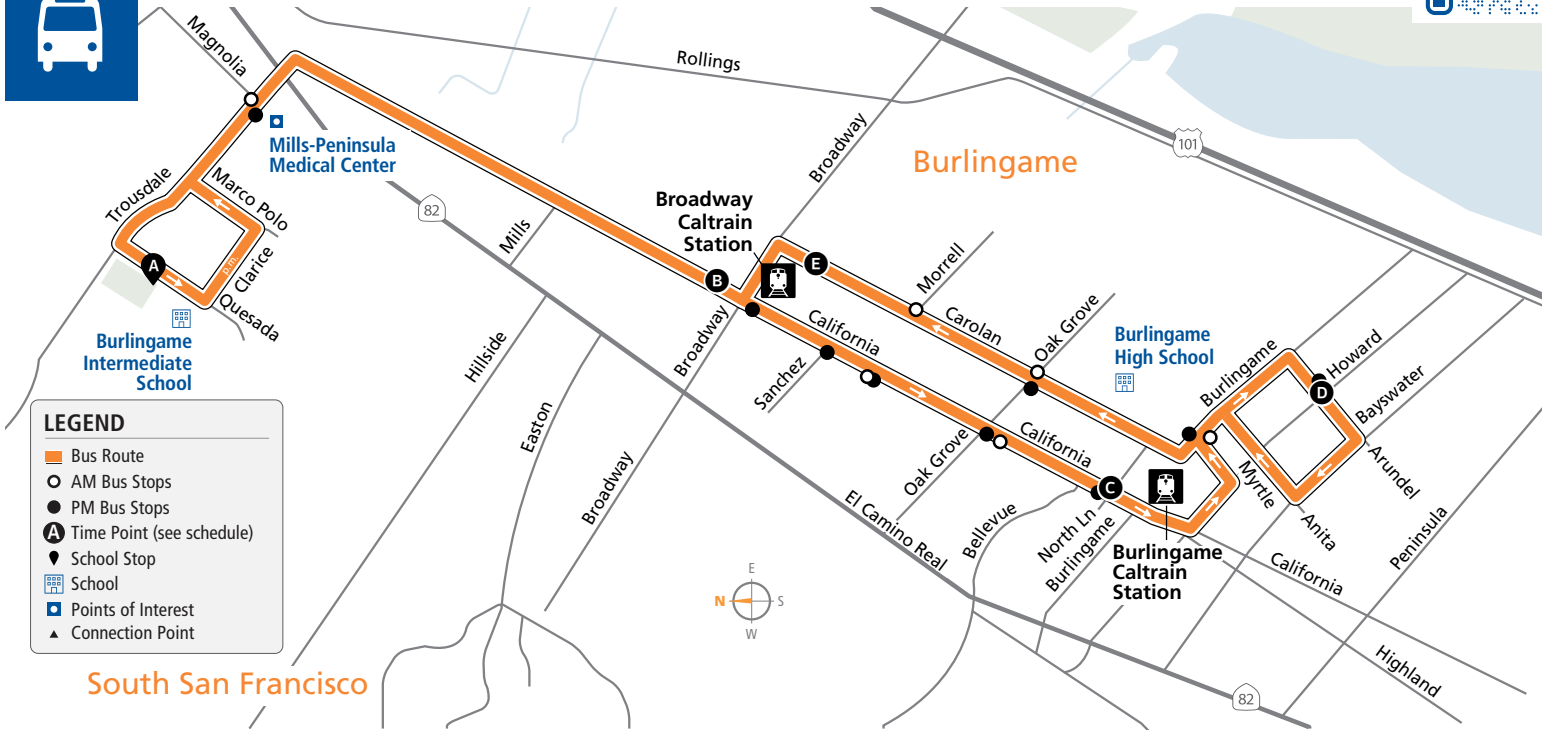 Magnolia
Rollings
101
Broadway
Burlingame
Mills-Peninsula
Medical Center
Trousdale
Marco Polo
82
Broadway
Caltrain
Station
Mills
Clarice
p.m.
A
Quesada
B
E
Morrell
Carolan
Oak Grove
California
Burlingame
High School
Burlingame
Howard
D
Bayswater
Burlingame
Intermediate
School
Hillside
Broadway
Sanchez
Easton
Oak Grove
California
C
Myrtle
Arundel
Anita
Peninsula
Broadway
El Camino Real
Bellevue
North Ln
Burlingame
Burlingame
Caltrain
Station
California
Highland
82
LEGEND
Bus Route
AM Bus Stops
PM Bus Stops
A Time Point (see schedule)
School Stop
School
Points of Interest
Connection Point
E
N
S
W
South San Francisco